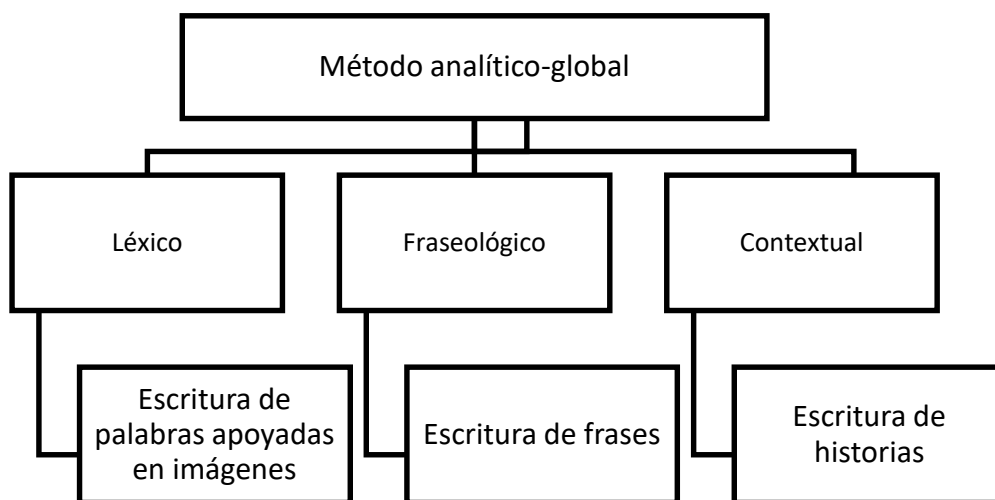 Método analítico-global
Léxico
Fraseológico
Contextual
Escritura de
palabras apoyadas
en imágenes
Escritura de frases
Escritura de
historias